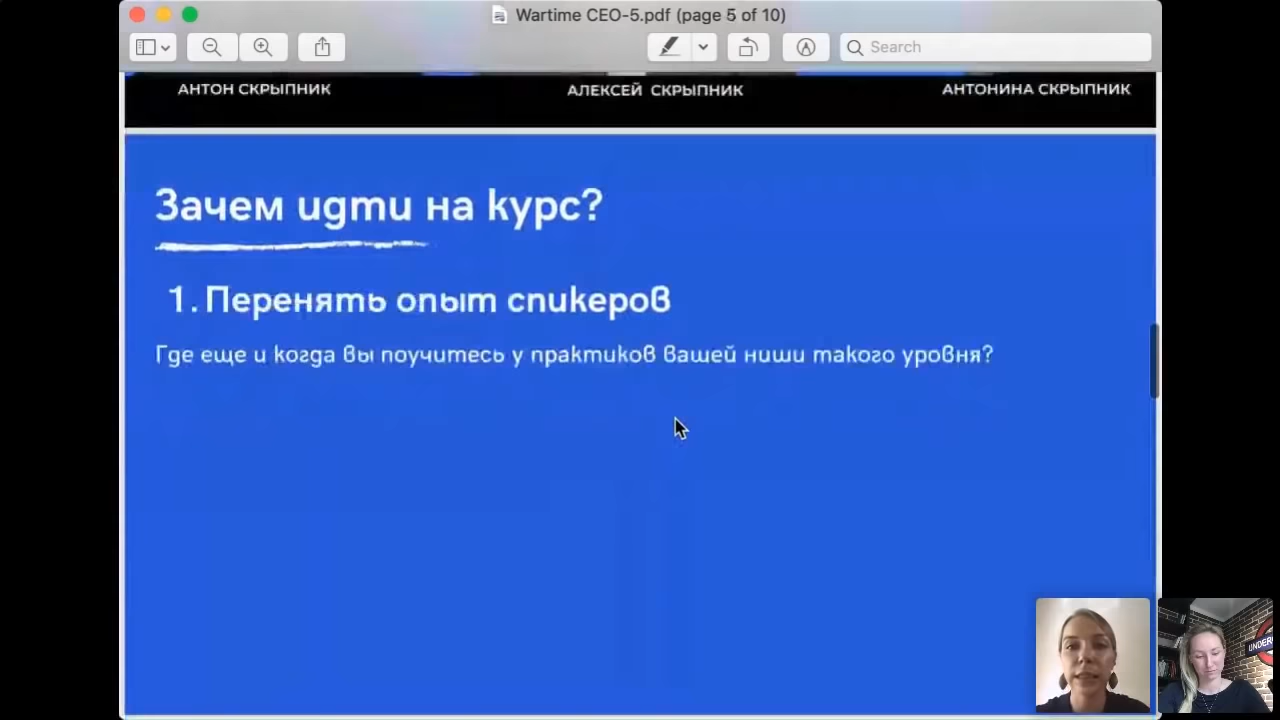 Wartime CEO-5.pdf (page 5 of 10)
Search
АНТОН СКРЫПНИК
АЛЕКСЕЙ СКРЫПНИК
АНТОНИНА СКРЫПНИК
Зачем идти на курс?
1. Перенять опыт спикеров
Где еще и когда вы поучитесь у практиков вашей ниши такого уровня?
UNDER